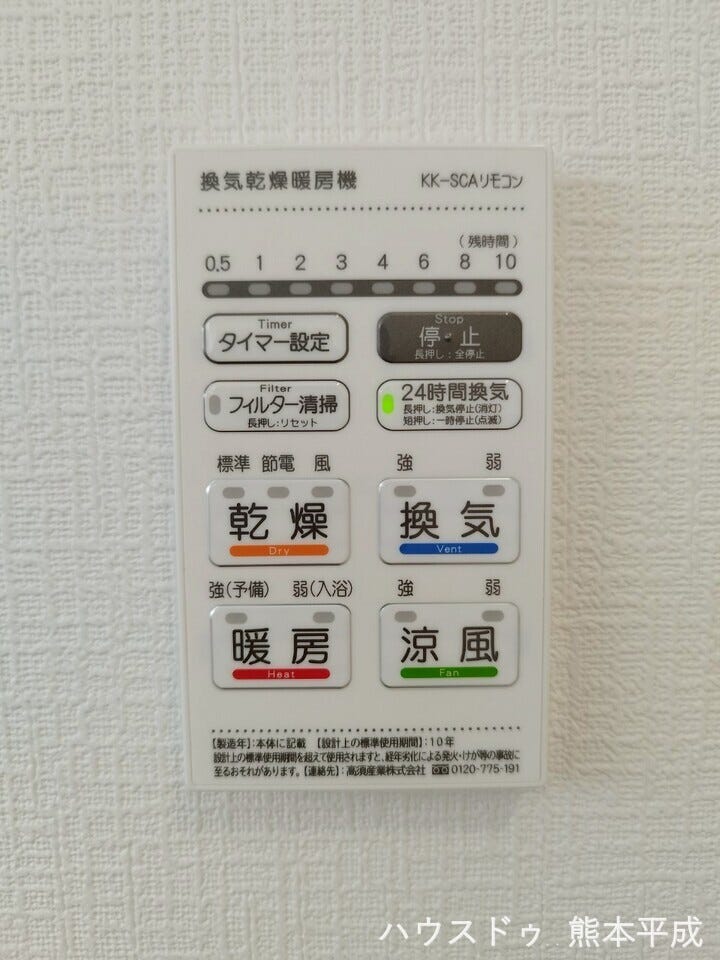 換気乾燥暖房機 KK-SCAリモコン
(残時間)
0.5 1 2 3 4 6 8 10
Timer
タイマー設定
Stop
停・止
長押し:全停止
Filter
フィルター清掃
長押し:リセット
24時間換気
長押し:換気停止(消灯)
短押し:一時停止(点滅)
標準 節電 風
乾燥
Dry
強 弱
換気
Vent
強(予備) 弱(入浴)
暖房
Heat
強 弱
涼風
Fan
【製造年】:本体に記載 【設計上の標準使用期間】:10年
設計上の標準使用期間を超えて使用されますと、経年劣化による発火・けが等の事故に
至るおそれがあります。【連絡先】:高須産業株式会社 0120-775-191
ハウスドゥ 熊本平成